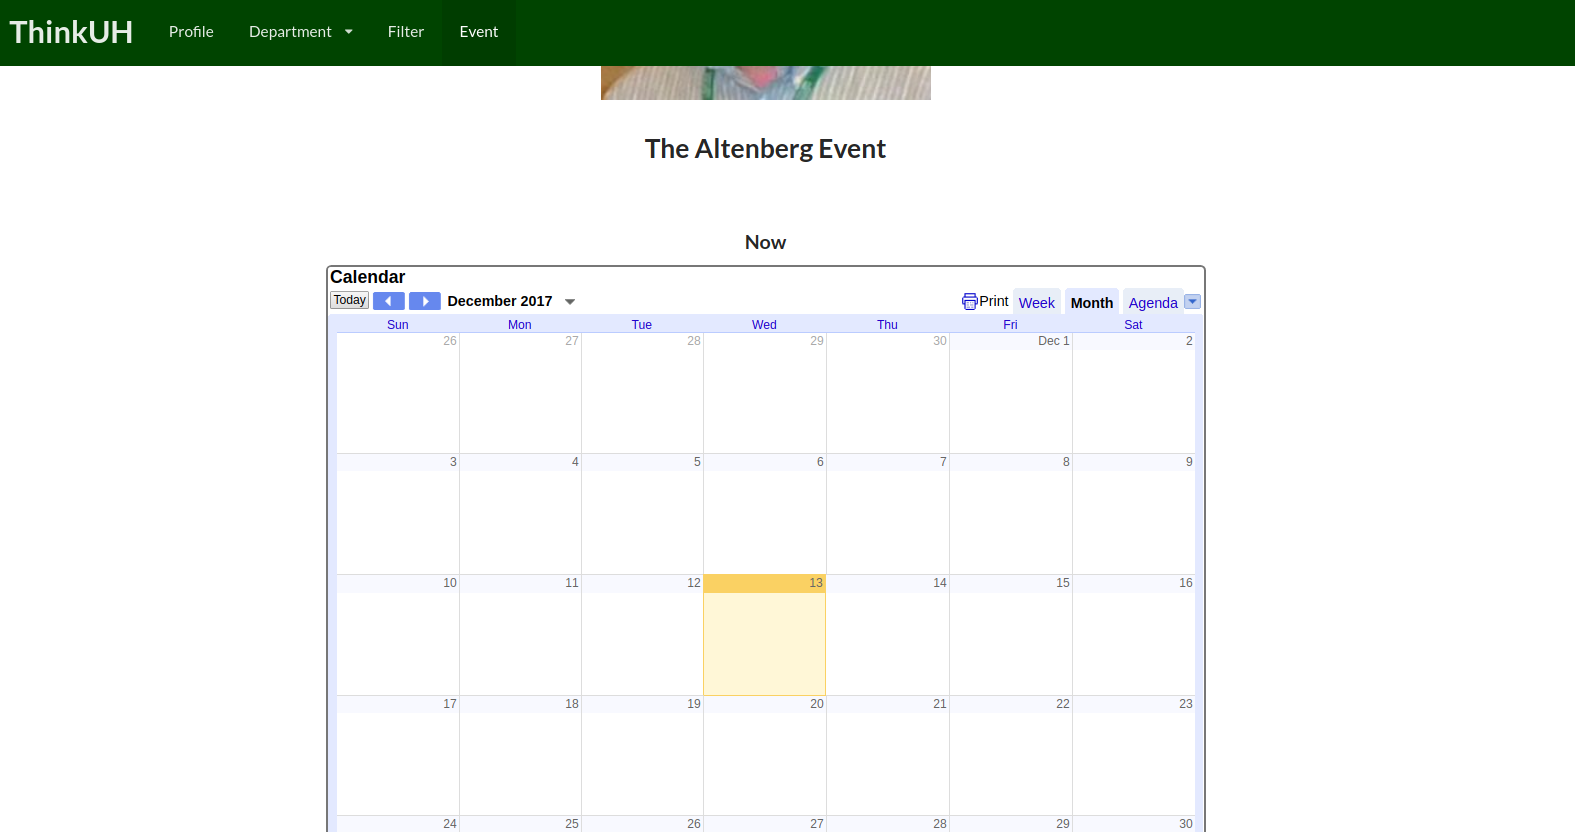 ThinkUH Profile Department Filter Event
The Altenberg Event
Now
Calendar
Today December 2017 Print Week Month Agenda
Sun Mon Tue Wed Thu Fri Sat
26 27 28 29 30 Dec 1 2
3 4 5 6 7 8 9
10 11 12 13 14 15 16
17 18 19 20 21 22 23
24 25 26 27 28 29 30